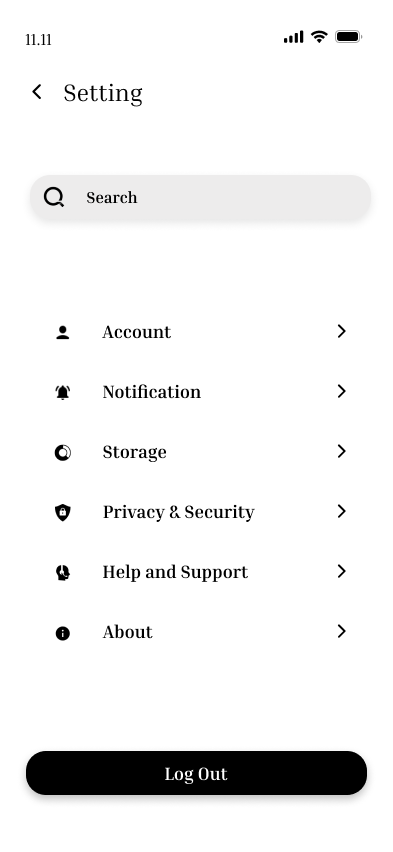 11.11
Setting
Search
Account
Notification
Storage
Privacy & Security
Help and Support
About
Log Out